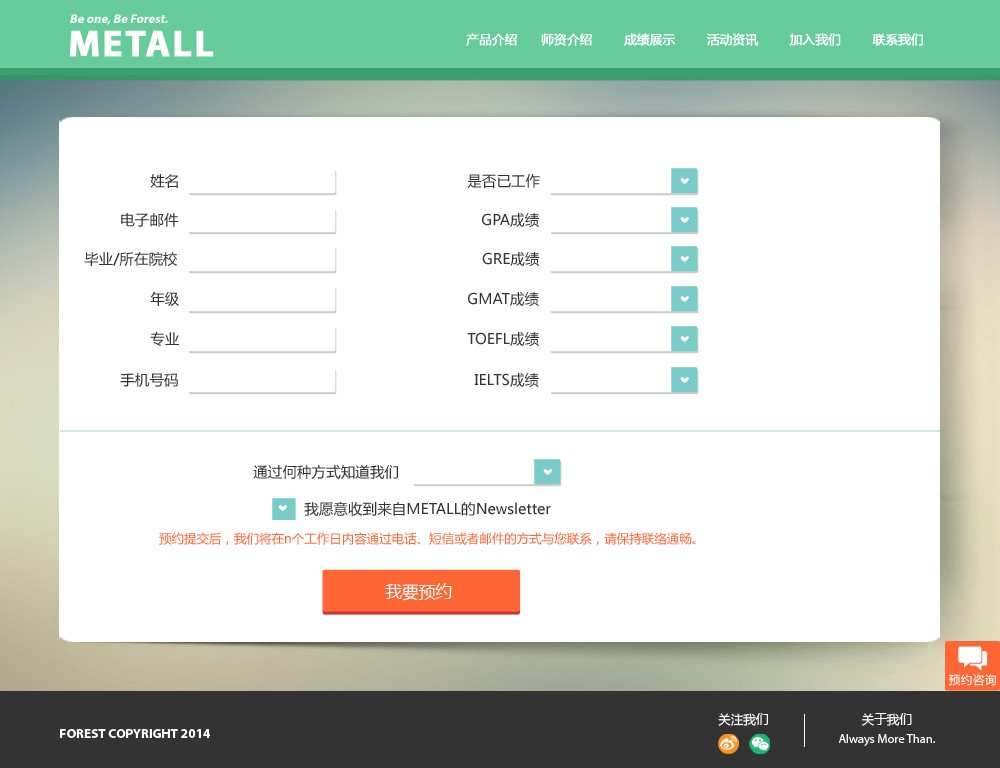 Be one, Be Forest.
METALL
产品介绍 师资介绍 成绩展示 活动资讯 加入我们 联系我们
姓名 是否已工作
电子邮件 GPA成绩
毕业/所在院校 GRE成绩
年级 GMAT成绩
专业 TOEFL成绩
手机号码 IELTS成绩
通过何种方式知道我们
我愿意收到来自METALL的Newsletter
预约提交后，我们将在n个工作日内容通过电话、短信或者邮件的方式与您联系，请保持联络通畅。
我要预约
预约咨询
FOREST COPYRIGHT 2014
关注我们
关于我们
Always More Than.